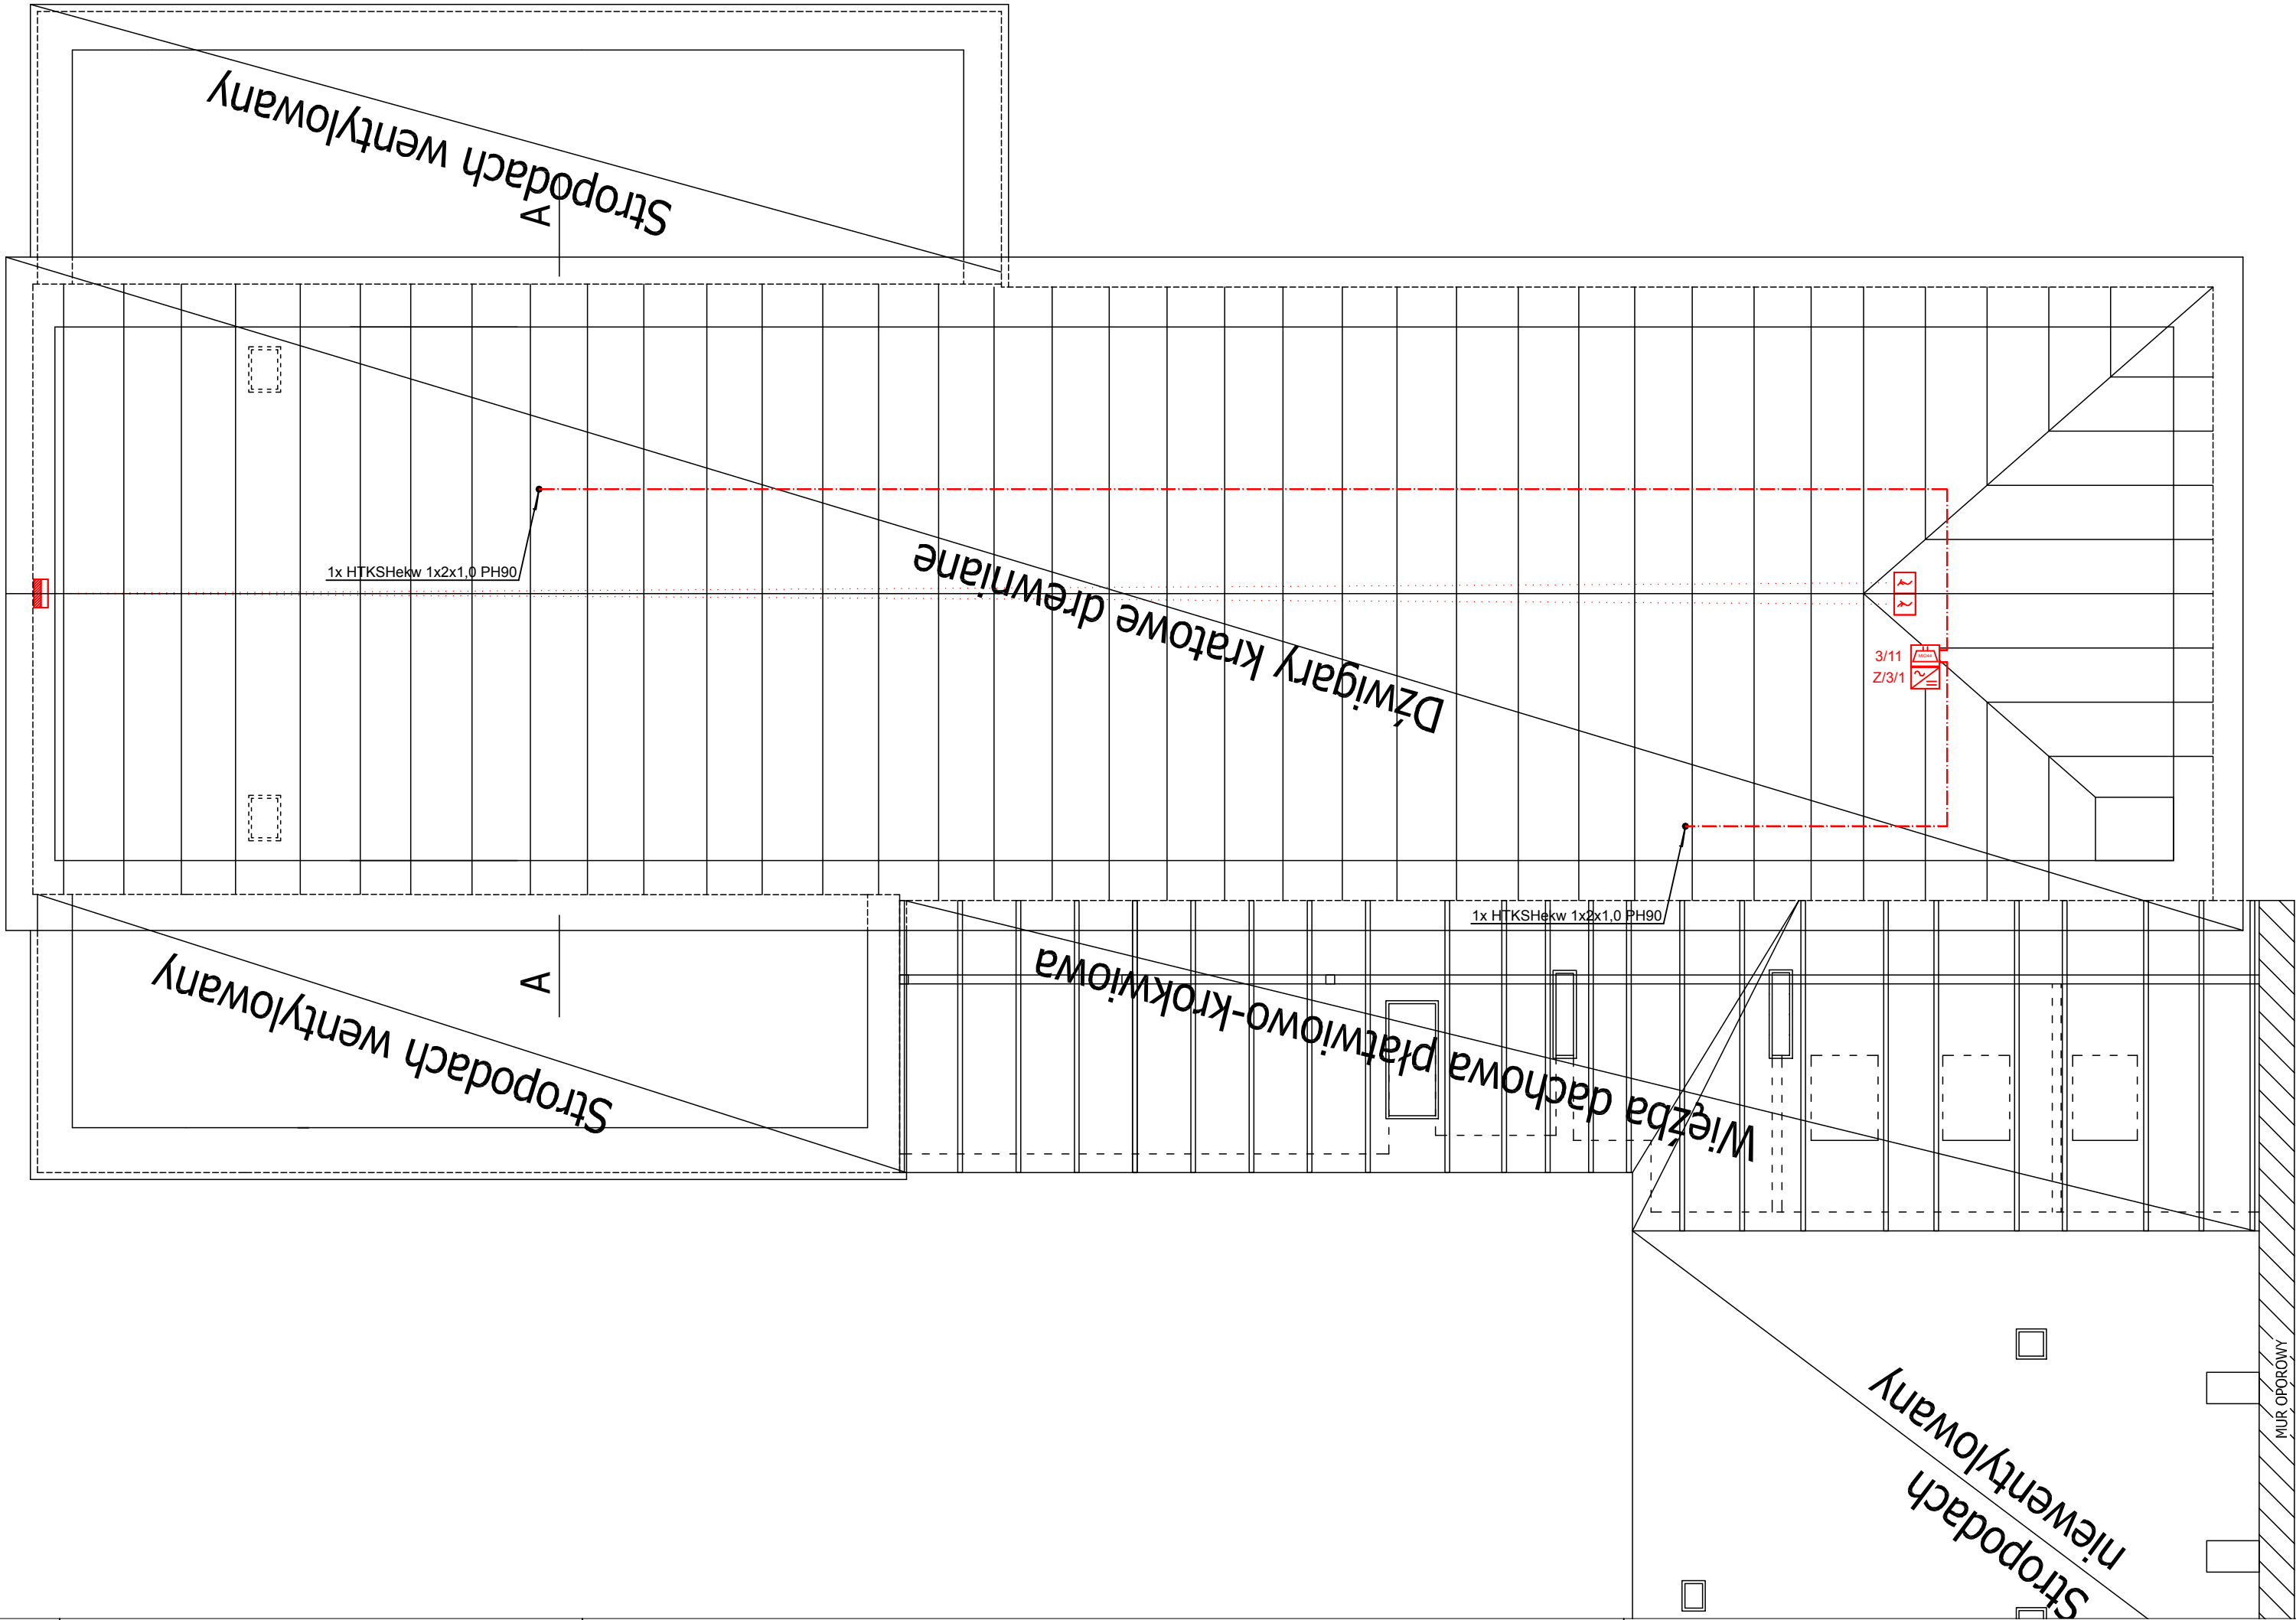 Stropodach wentylowany
A
1x HTKSHekw 1x2x1,0 PH90
Dźwigary kratowe drewniane
3/11
Z/3/1
1x HTKSHekw 1x2x1,0 PH90
A
Stropodach wentylowany
Więźba dachowa płatwiowo-krokwiowa
MUR OPOROWY
Stropodach
niewentylowany